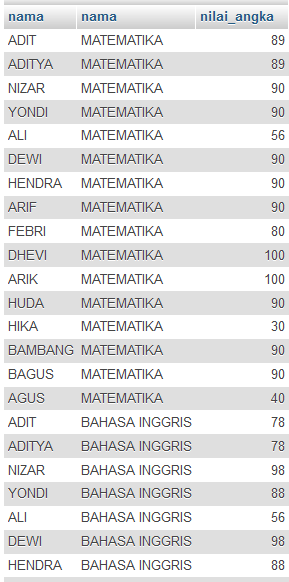 nama nama nilai_angka
ADIT MATEMATIKA 89
ADITYA MATEMATIKA 89
NIZAR MATEMATIKA 90
YONDI MATEMATIKA 90
ALI MATEMATIKA 56
DEWI MATEMATIKA 90
HENDRA MATEMATIKA 90
ARIF MATEMATIKA 90
FEBRI MATEMATIKA 80
DHEVI MATEMATIKA 100
ARIK MATEMATIKA 100
HUDA MATEMATIKA 90
HIKA MATEMATIKA 30
BAMBANG MATEMATIKA 90
BAGUS MATEMATIKA 90
AGUS MATEMATIKA 40
ADIT BAHASA INGGRIS 78
ADITYA BAHASA INGGRIS 78
NIZAR BAHASA INGGRIS 98
YONDI BAHASA INGGRIS 88
ALI BAHASA INGGRIS 56
DEWI BAHASA INGGRIS 98
HENDRA BAHASA INGGRIS 88